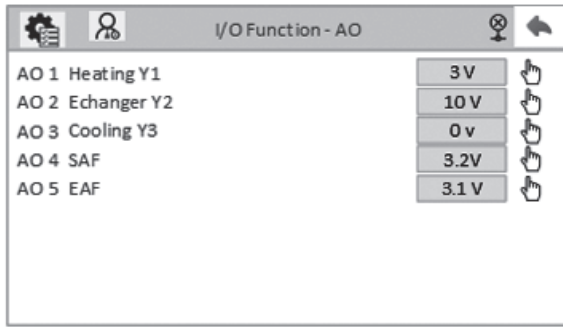 I/O Function - AO
AO 1 Heating Y1 3 V
AO 2 Echanger Y2 10 V
AO 3 Cooling Y3 0 v
AO 4 SAF 3.2V
AO 5 EAF 3.1 V